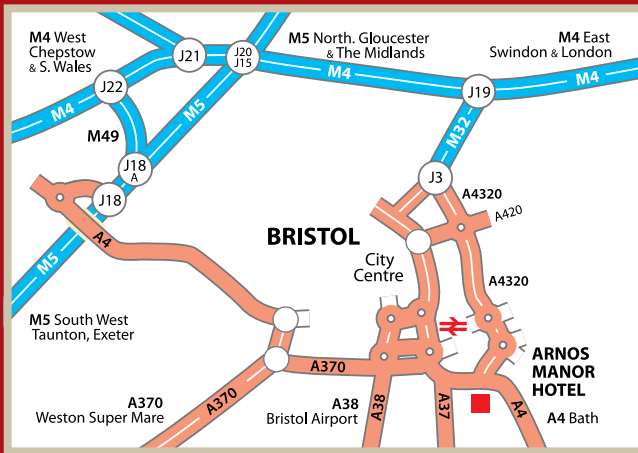 M4 West
Chepstow
& S. Wales
M5 North. Gloucester
& The Midlands
M4 East
Swindon & London
J21
J20
J15
M4
M4
J22
J19
M4
M49
M5
M32
J18
A
J3
J18
A4320
A420
A4
BRISTOL
City
Centre
M5
A4320
M5 South West
Taunton, Exeter
ARNOS
MANOR
HOTEL
A370
A370
Weston Super Mare
A370
A38
Bristol Airport
A38
A37
A4
A4 Bath